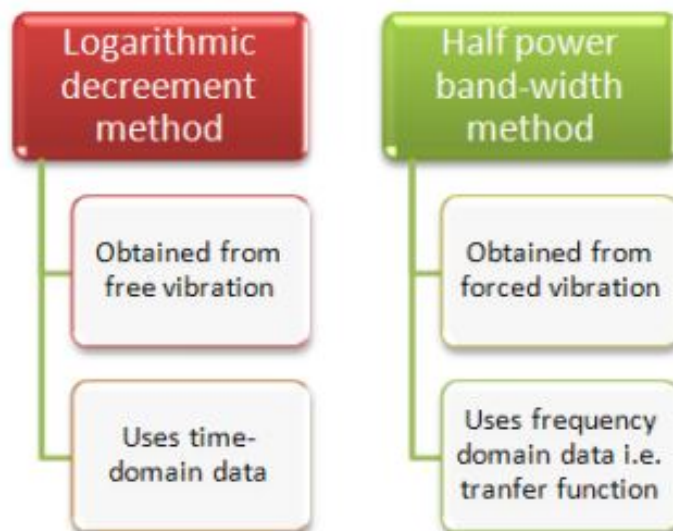 Logarithmic
decreement
method
Obtained from
free vibration
Uses time-
domain data
Half power
band-width
method
Obtained from
forced vibration
Uses frequency
domain data i.e.
tranfer function